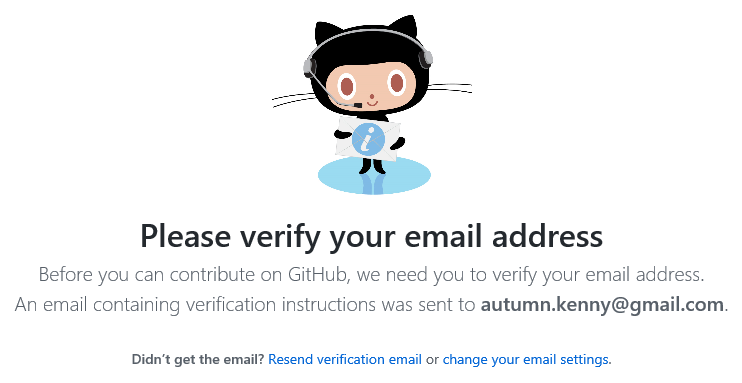 i
Please verify your email address
Before you can contribute on GitHub, we need you to verify your email address.
An email containing verification instructions was sent to autumn.kenny@gmail.com.
Didn’t get the email? Resend verification email or change your email settings.